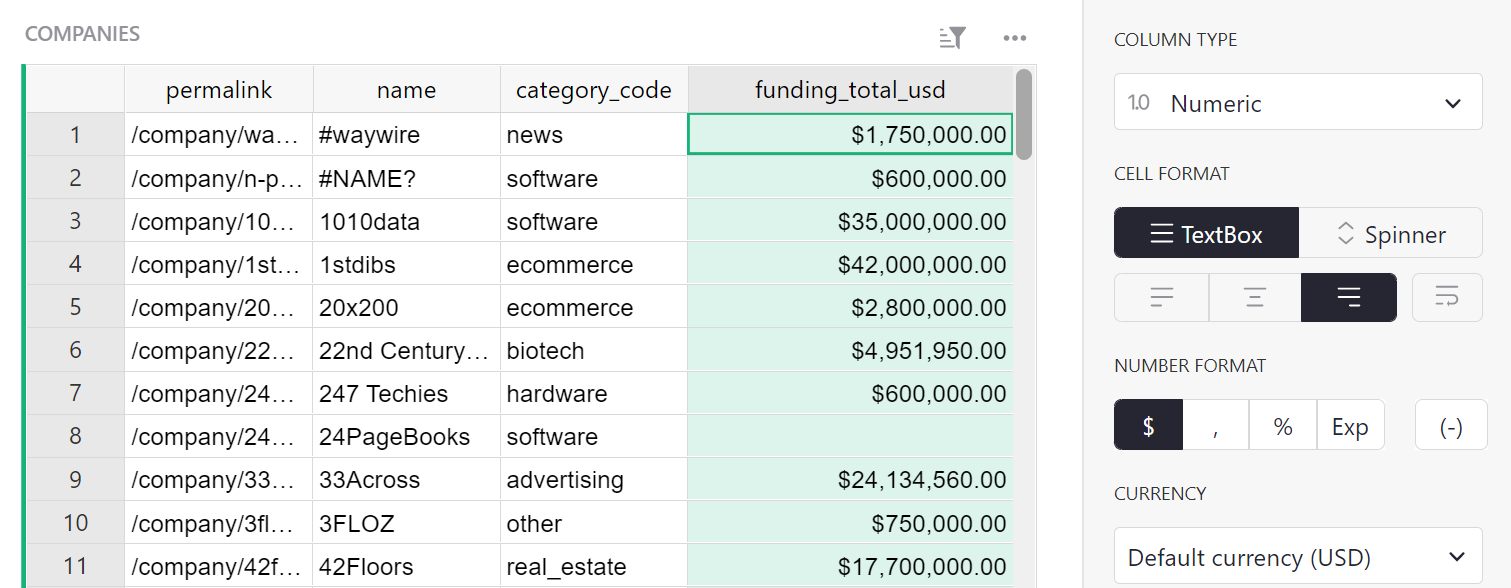 COMPANIES
permalink name category_code funding_total_usd
1 /company/wa... #waywire news $1,750,000.00
2 /company/n-p... #NAME? software $600,000.00
3 /company/10... 1010data software $35,000,000.00
4 /company/1st... 1stdibs ecommerce $42,000,000.00
5 /company/20... 20x200 ecommerce $2,800,000.00
6 /company/22... 22nd Century... biotech $4,951,950.00
7 /company/24... 247 Techies hardware $600,000.00
8 /company/24... 24PageBooks software
9 /company/33... 33Across advertising $24,134,560.00
10 /company/3fl... 3FLOZ other $750,000.00
11 /company/42f... 42Floors real_estate $17,700,000.00
COLUMN TYPE
1.0 Numeric
CELL FORMAT
TextBox Spinner
NUMBER FORMAT
$ , % Exp (-)
CURRENCY
Default currency (USD)